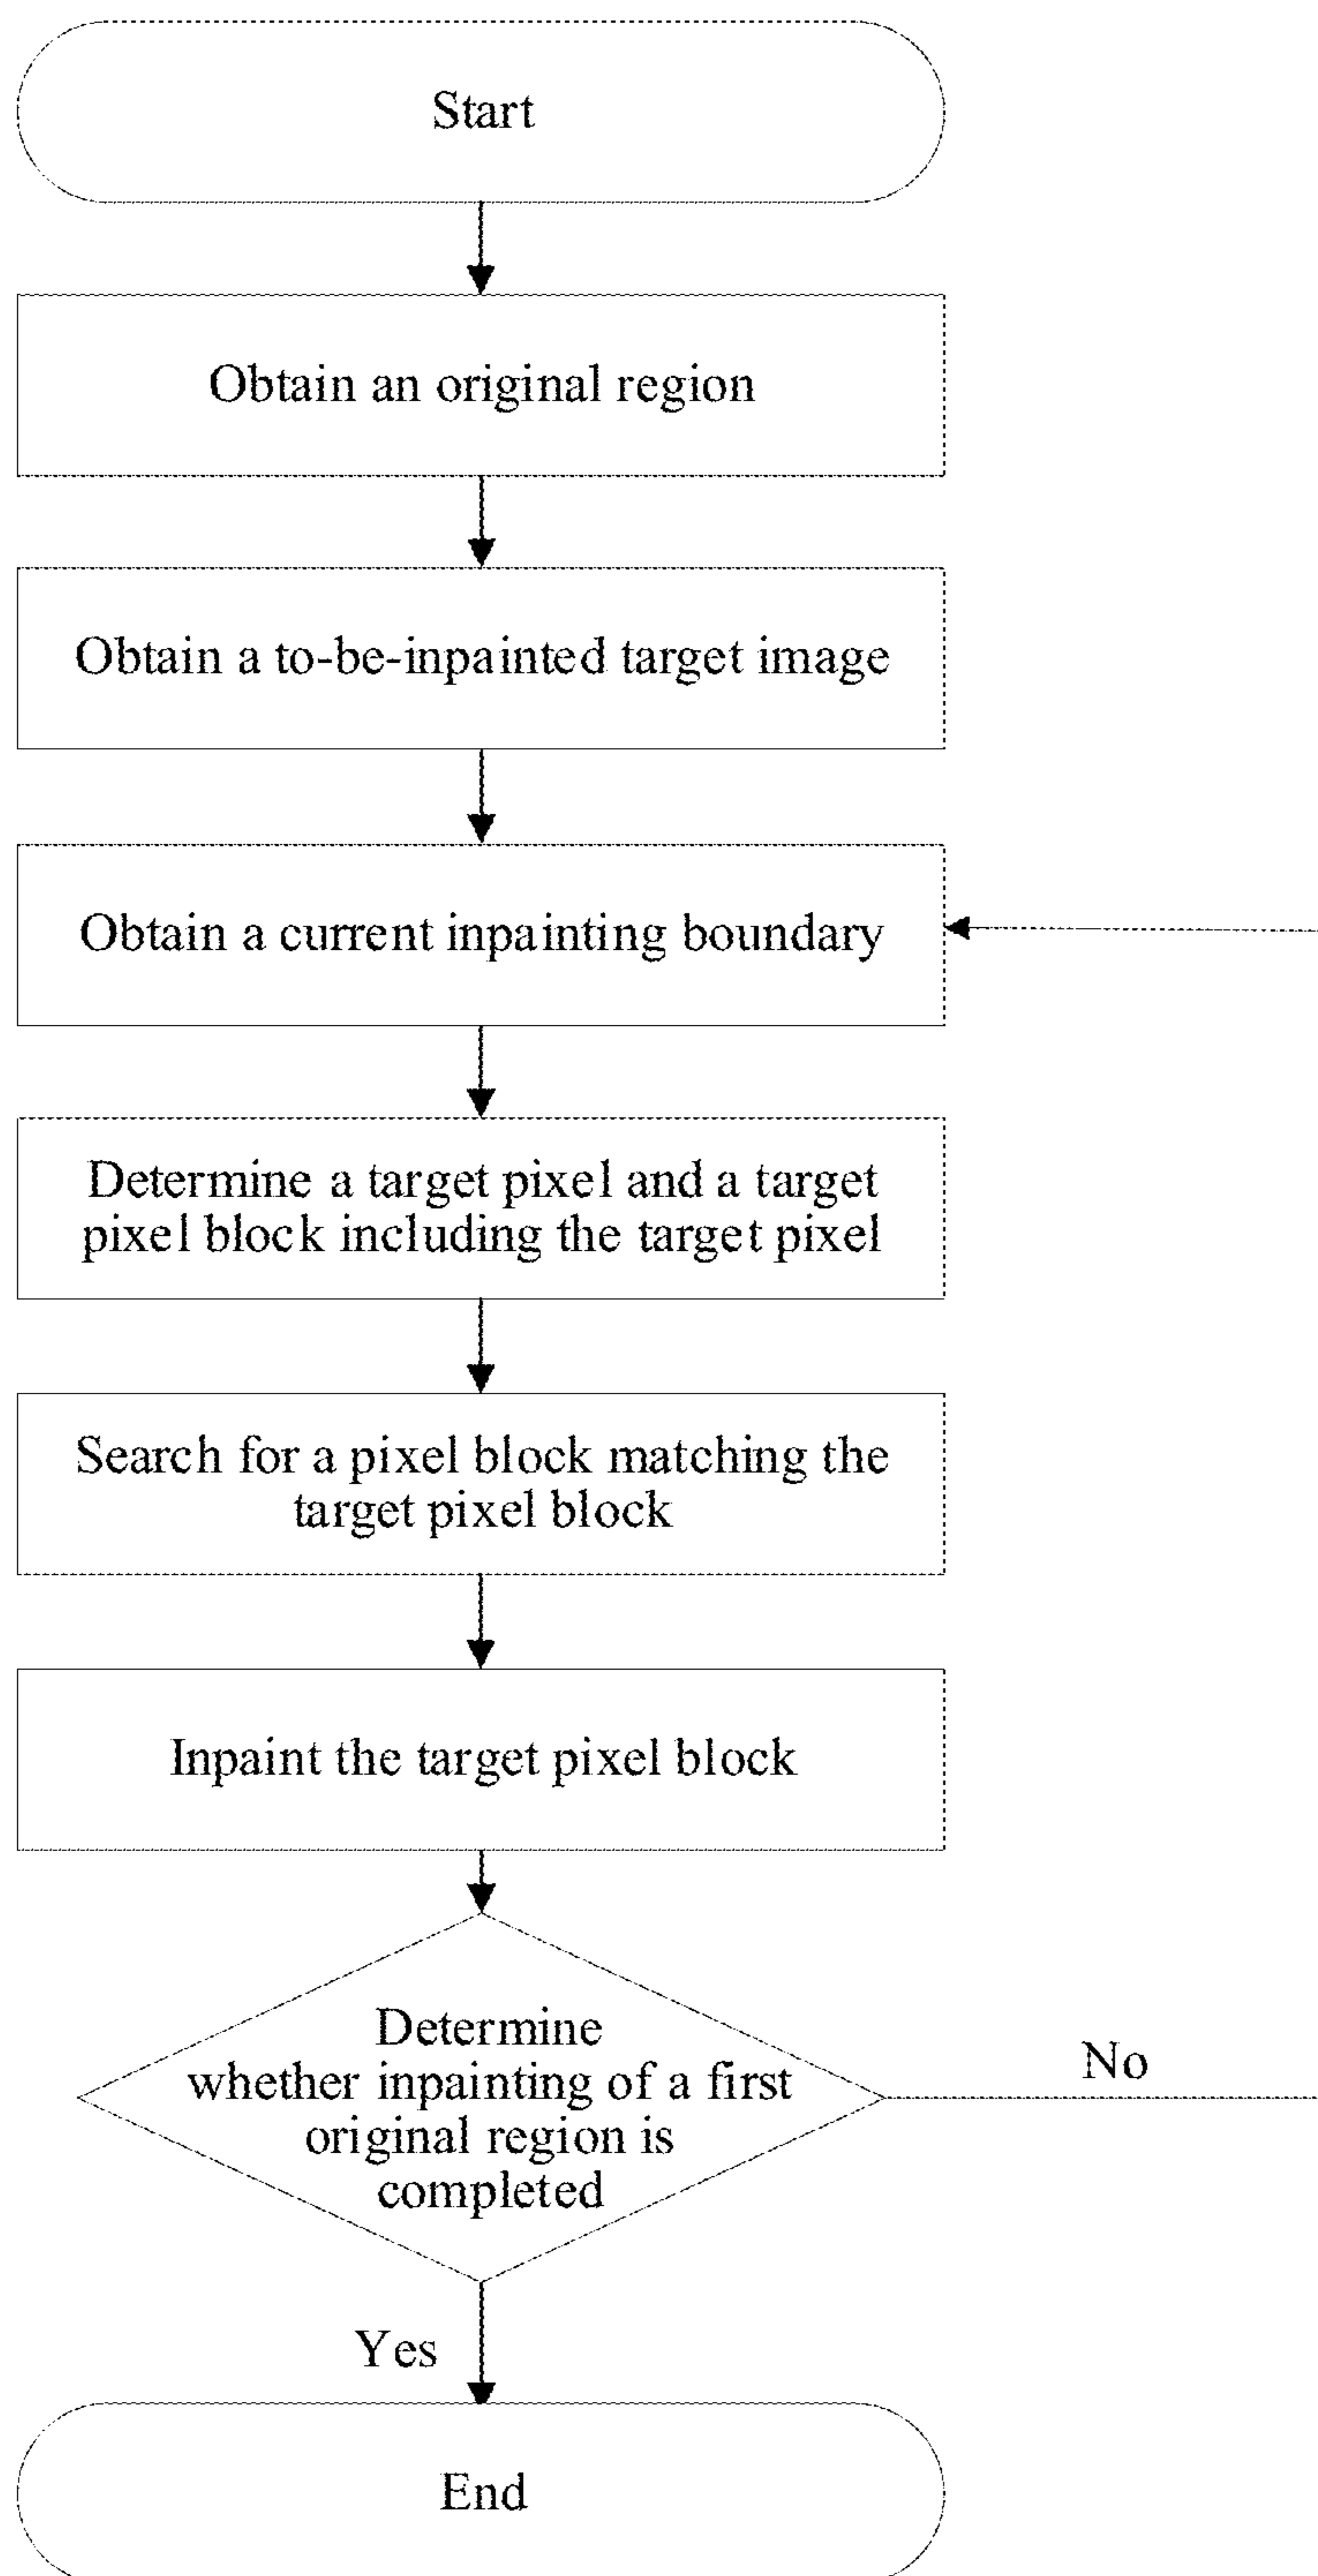 Start
Obtain an original region
Obtain a to-be-inpainted target image
Obtain a current inpainting boundary
Determine a target pixel and a target
pixel block including the target pixel
Search for a pixel block matching the
target pixel block
Inpaint the target pixel block
Determine
whether inpainting of a first
original region is
completed
No
Yes
End